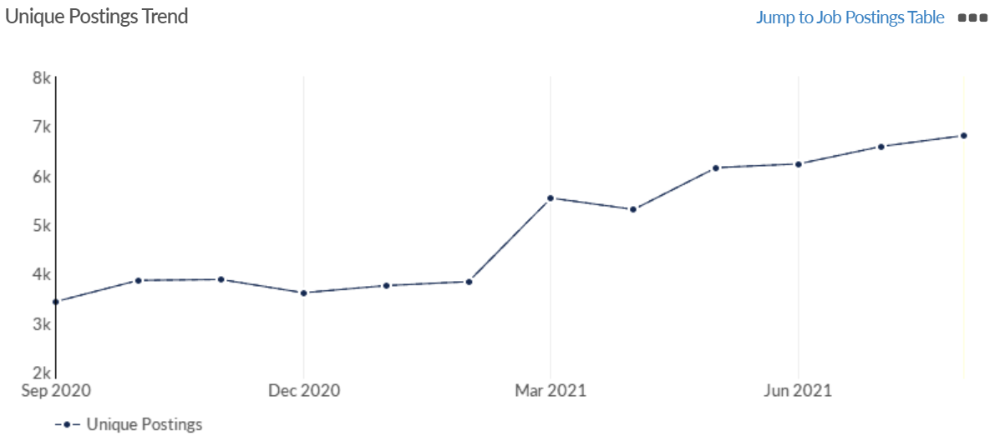 Unique Postings Trend
Jump to Job Postings Table
8k
7k
6k
5k
4k
3k
2k
Sep 2020 Dec 2020 Mar 2021 Jun 2021
Unique Postings